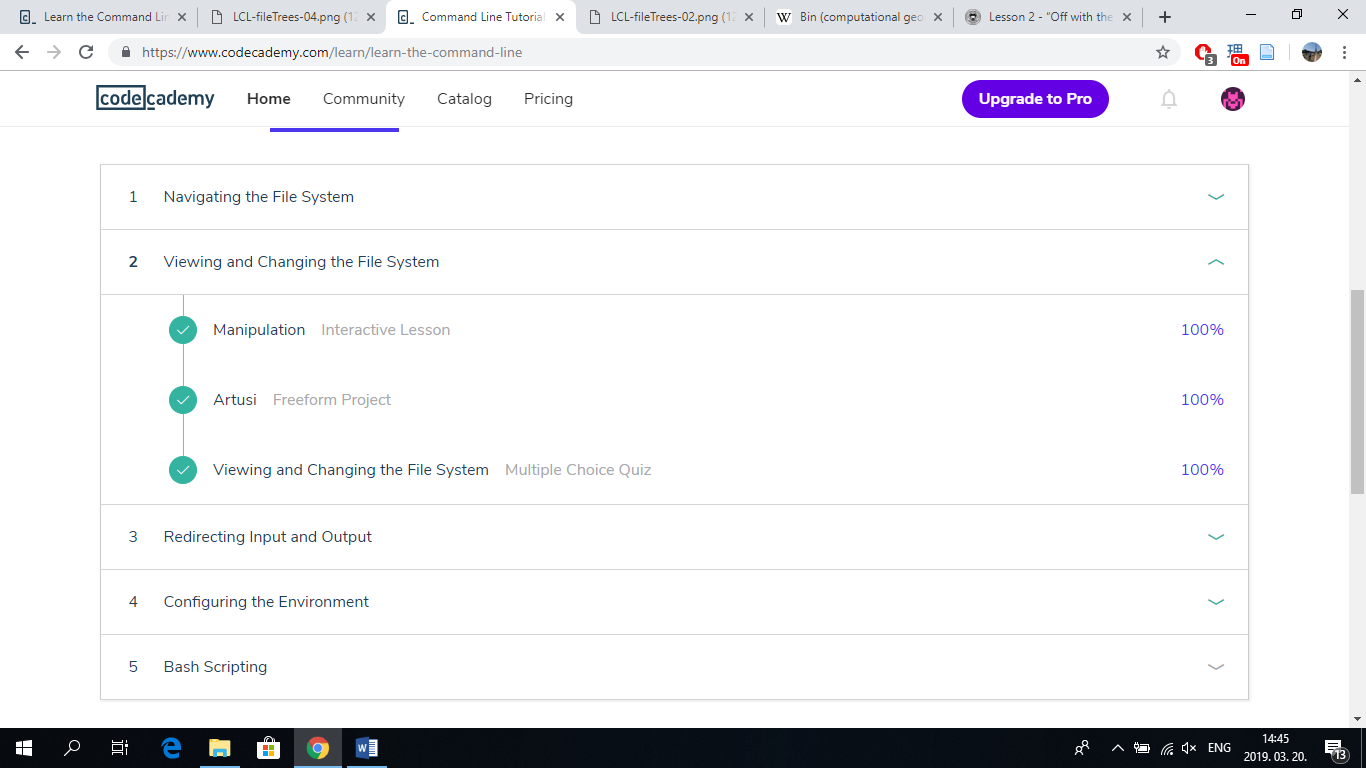 Learn the Command Lin
LCL-fileTrees-04.png (12
Command Line Tutorial
LCL-fileTrees-02.png (12
Bin (computational geo
Lesson 2 - "Off with the
https://www.codecademy.com/learn/learn-the-command-line
3
On
codecademy
Home
Community
Catalog
Pricing
Upgrade to Pro
1 Navigating the File System
2 Viewing and Changing the File System
Manipulation Interactive Lesson 100%
Artusi Freeform Project 100%
Viewing and Changing the File System Multiple Choice Quiz 100%
3 Redirecting Input and Output
4 Configuring the Environment
5 Bash Scripting
ENG
14:45
2019. 03. 20.
13